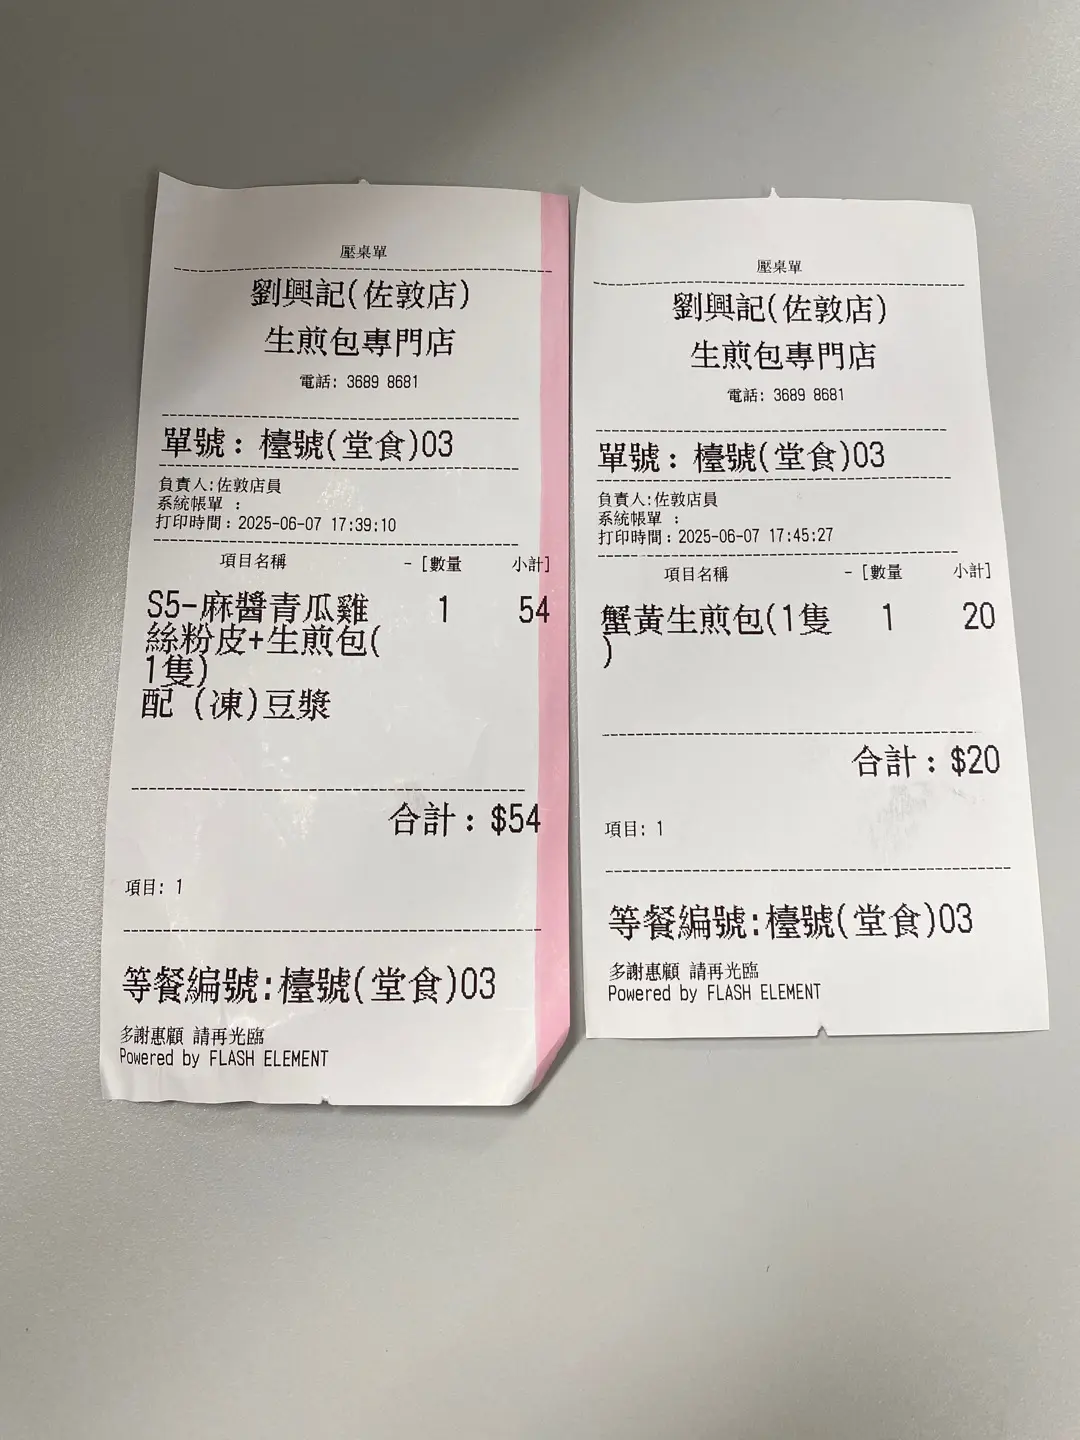 壓桌單
劉興記(佐敦店)
生煎包專門店
電話: 3689 8681
單號: 檯號(堂食)03
負責人:佐敦店員
系統帳單 :
打印時間:2025-06-07 17:39:10
項目名稱 -[數量 小計]
S5-麻醬青瓜雞 1 54
絲粉皮+生煎包(
1隻)
配 (凍)豆漿
合計:$54
項目: 1
等餐編號:檯號(堂食)03
多謝惠顧 請再光臨
Powered by FLASH ELEMENT
壓桌單
劉興記(佐敦店)
生煎包專門店
電話: 3689 8681
單號: 檯號(堂食)03
負責人:佐敦店員
系統帳單 :
打印時間:2025-06-07 17:45:27
項目名稱 -[數量 小計]
蟹黃生煎包(1隻 1 20
)
合計:$20
項目: 1
等餐編號:檯號(堂食)03
多謝惠顧 請再光臨
Powered by FLASH ELEMENT